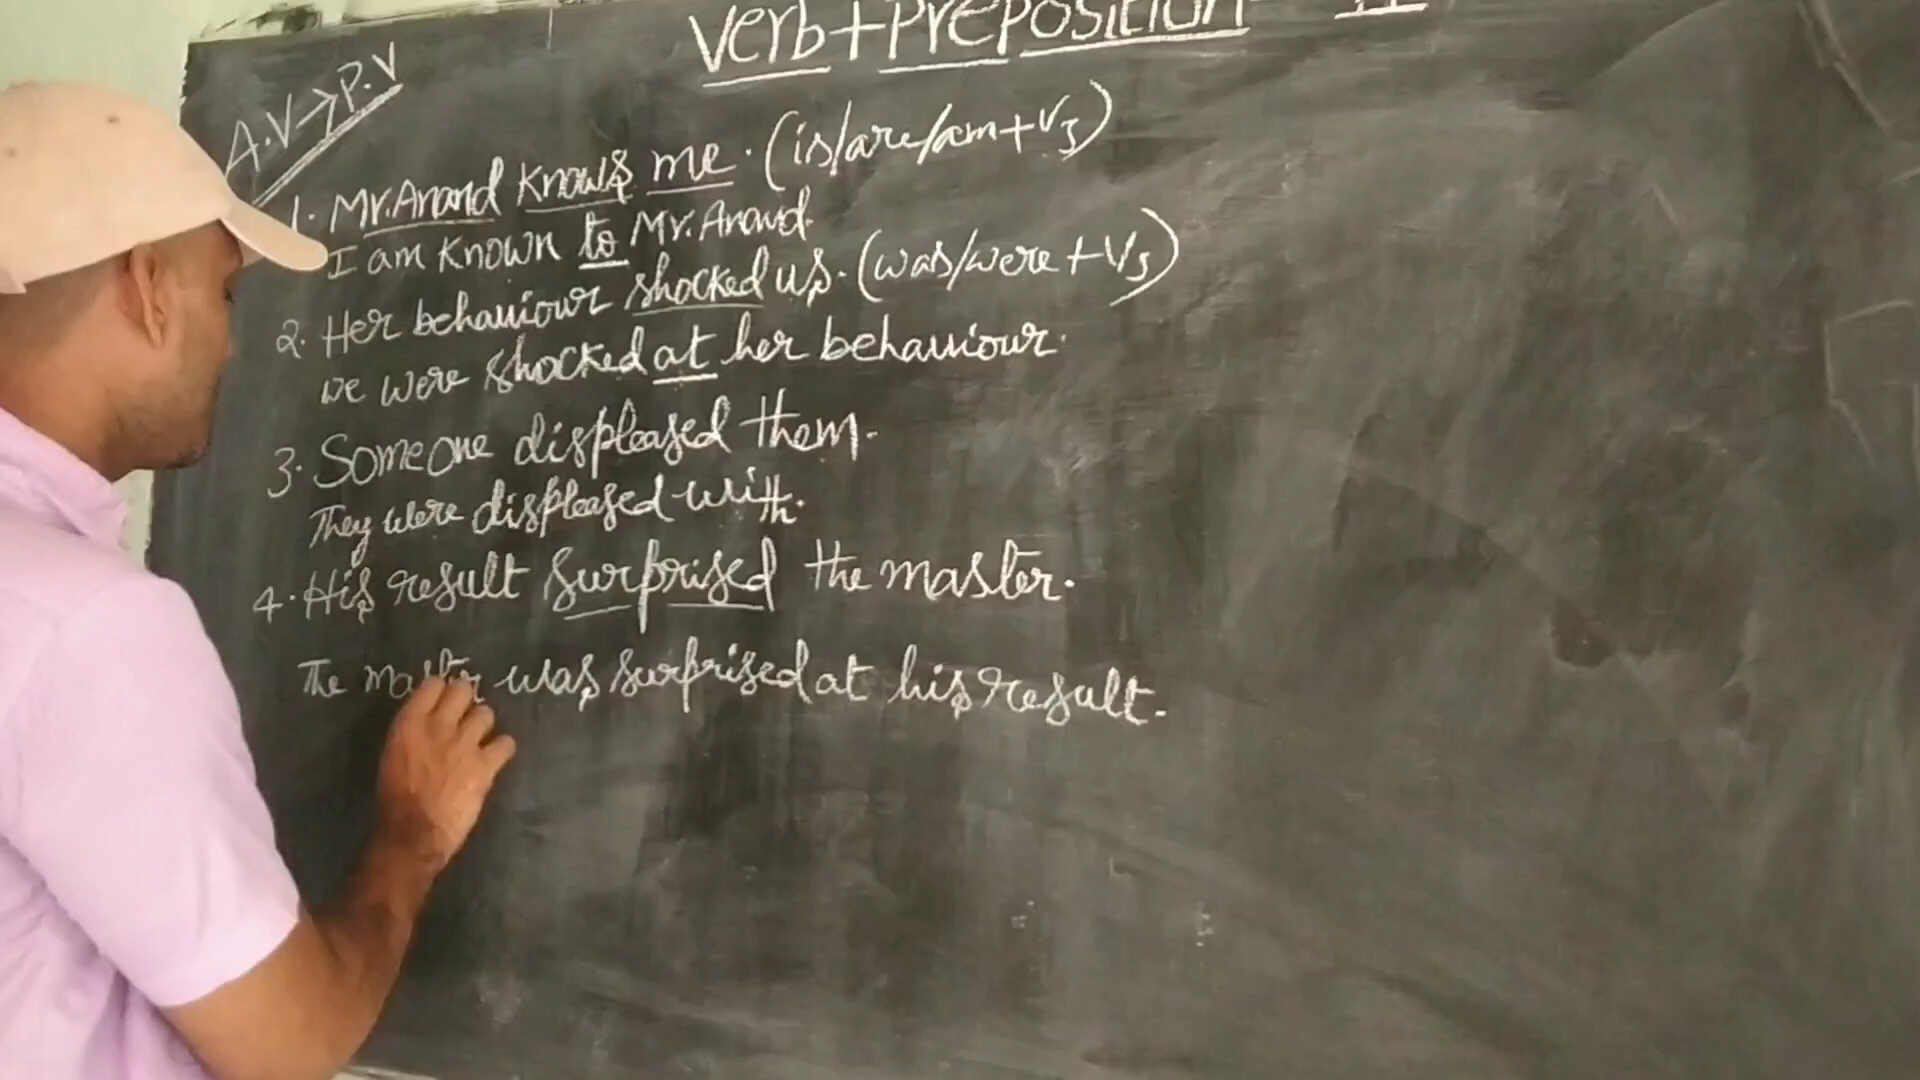 Verb+Preposition - II
A.V→P.V
1. Mr. Anand knows me. (is/are/am+V3)
I am known to Mr. Anand.
2. Her behaviour shocked us. (was/were+V3)
we were shocked at her behaviour.
3. Someone displeased them.
They were displeased with.
4. His result surprised the master.
The master was surprised at his result.